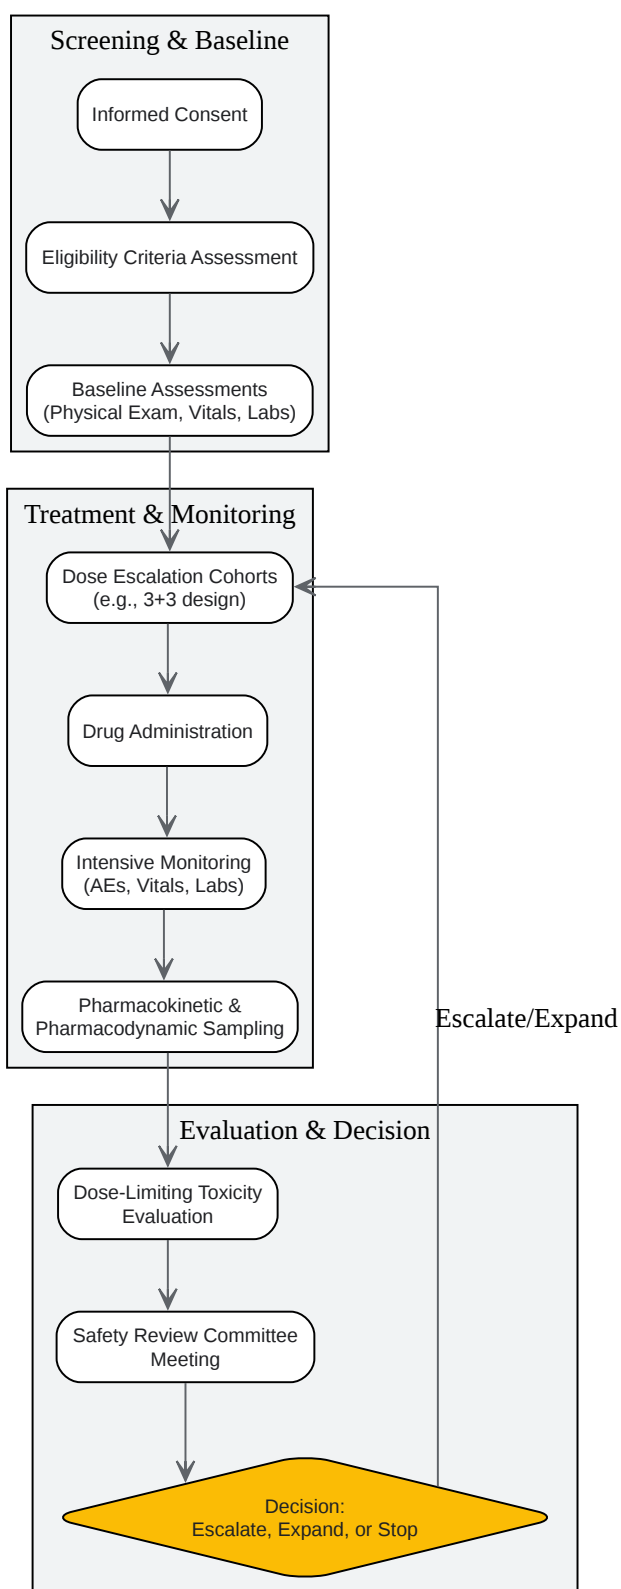 Screening & Baseline
Informed Consent
Eligibility Criteria Assessment
Baseline Assessments
(Physical Exam, Vitals, Labs)
Treatment & Monitoring
Dose Escalation Cohorts
(e.g., 3+3 design)
Drug Administration
Intensive Monitoring
(AEs, Vitals, Labs)
Pharmacokinetic &
Pharmacodynamic Sampling
Escalate/Expand
Evaluation & Decision
Dose-Limiting Toxicity
Evaluation
Safety Review Committee
Meeting
Decision:
Escalate, Expand, or Stop